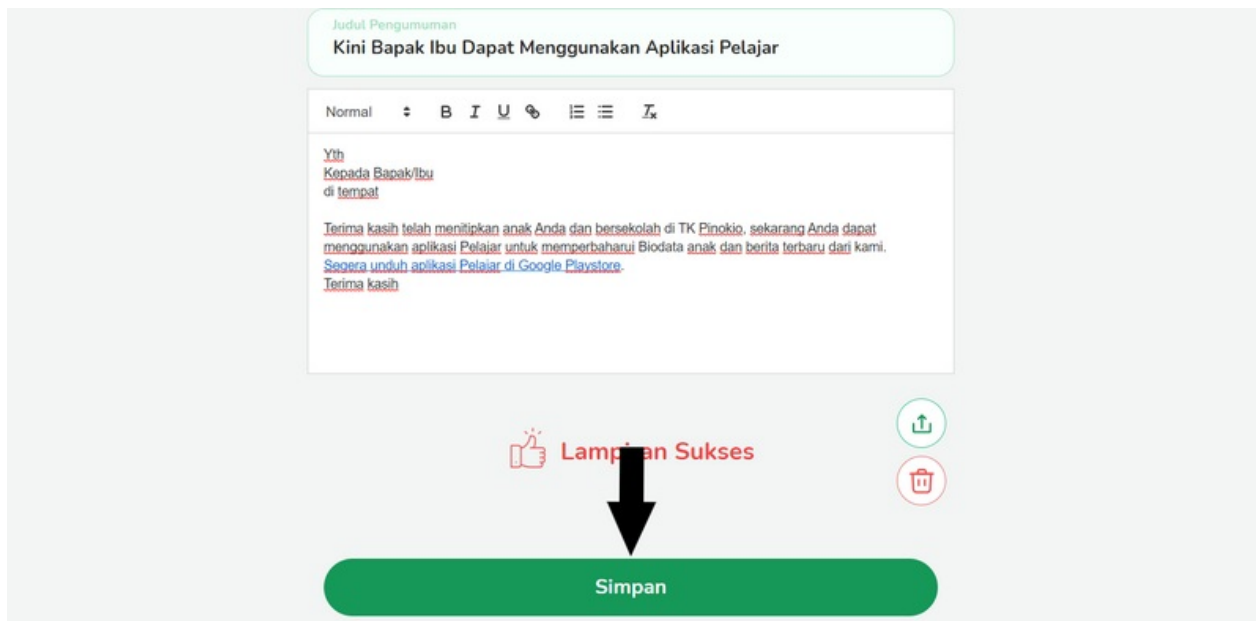 Judul Pengumuman
Kini Bapak Ibu Dapat Menggunakan Aplikasi Pelajar
Normal B I U
Yth
Kepada Bapak/Ibu
di tempat
Terima kasih telah menitipkan anak Anda dan bersekolah di TK Pinokio, sekarang Anda dapat
menggunakan aplikasi Pelajar untuk memperbaharui Biodata anak dan berita terbaru dari kami.
Segera unduh aplikasi Pelajar di Google Playstore.
Terima kasih
Lampiran Sukses
Simpan